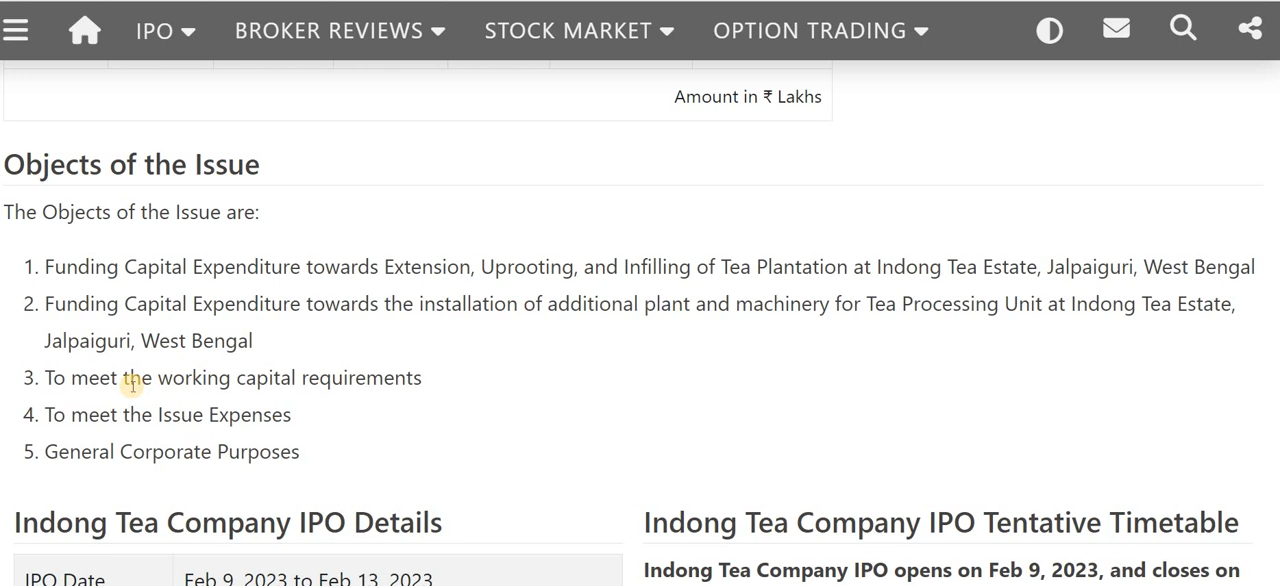 IPO BROKER REVIEWS STOCK MARKET OPTION TRADING
Amount in ₹ Lakhs
Objects of the Issue
The Objects of the Issue are:
1. Funding Capital Expenditure towards Extension, Uprooting, and Infilling of Tea Plantation at Indong Tea Estate, Jalpaiguri, West Bengal
2. Funding Capital Expenditure towards the installation of additional plant and machinery for Tea Processing Unit at Indong Tea Estate,
Jalpaiguri, West Bengal
3. To meet the working capital requirements
4. To meet the Issue Expenses
5. General Corporate Purposes
Indong Tea Company IPO Details
IPO Date Feb 9, 2023 to Feb 13, 2023
Indong Tea Company IPO Tentative Timetable
Indong Tea Company IPO opens on Feb 9, 2023, and closes on